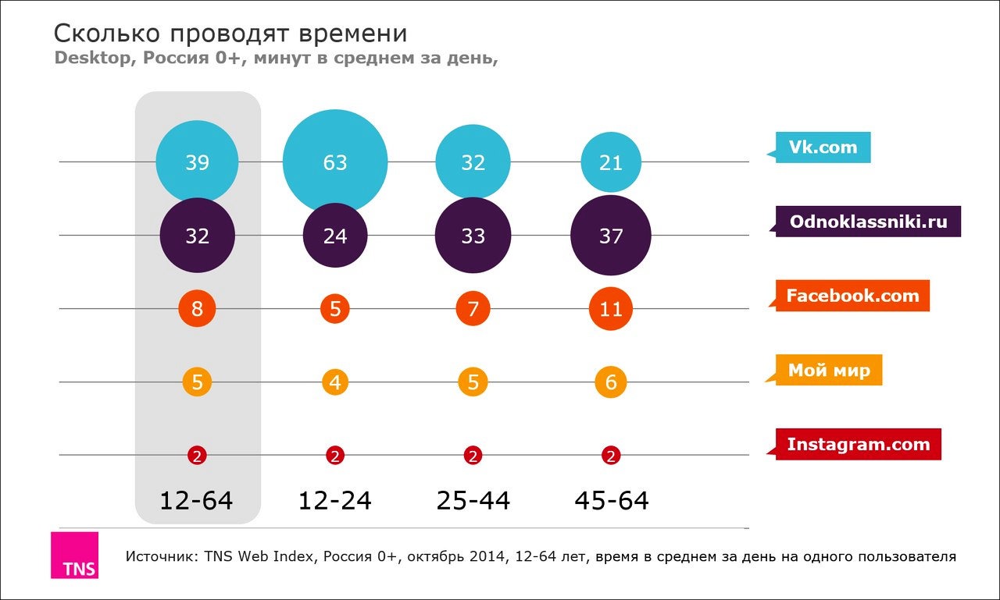 Сколько проводят времени
Desktop, Россия 0+, минут в среднем за день,
39 63 32 21 Vk.com
32 24 33 37 Odnoklassniki.ru
8 5 7 11 Facebook.com
5 4 5 6 Мой мир
2 2 2 2 Instagram.com
12-64 12-24 25-44 45-64
TNS
Источник: TNS Web Index, Россия 0+, октябрь 2014, 12-64 лет, время в среднем за день на одного пользователя